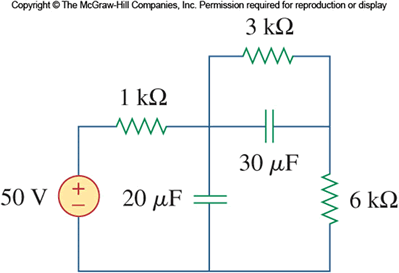 Copyright © The McGraw-Hill Companies, Inc. Permission required for reproduction or display
3 kΩ
1 kΩ
30 μF
50 V
+
−
20 μF
6 kΩ